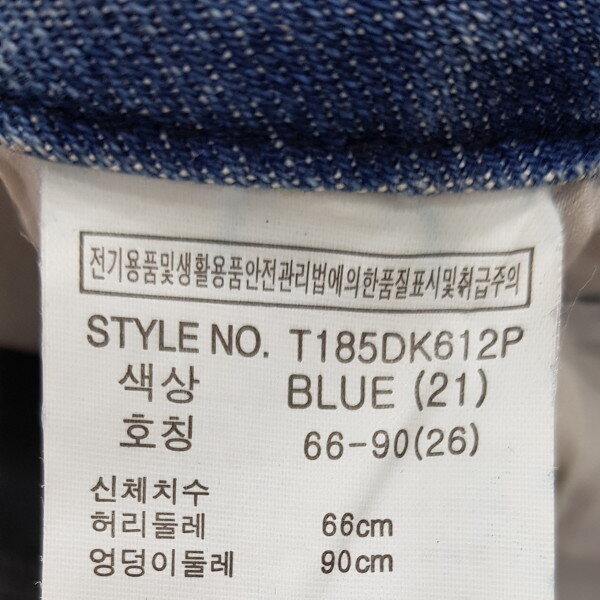 전기용품및생활용품안전관리법에의한품질표시및취급주의
STYLE NO. T185DK612P
색상 BLUE (21)
호칭 66-90(26)
신체치수
허리둘레 66cm
엉덩이둘레 90cm